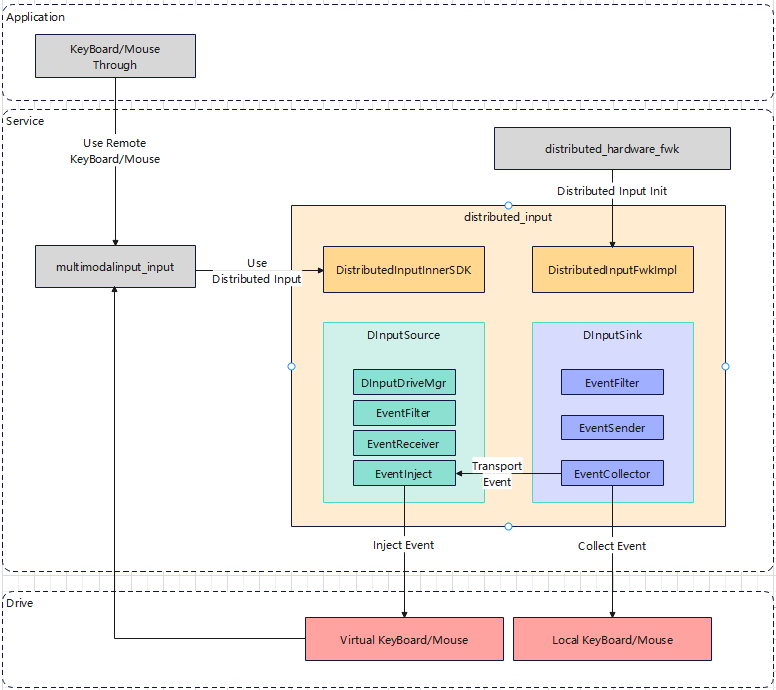 Application
KeyBoard/Mouse
Through
Service
Use Remote
KeyBoard/Mouse
distributed_hardware_fwk
Distributed Input Init
distributed_input
multimodalinput_input
Use
Distributed Input
DistributedInputInnerSDK
DistributedInputFwkImpl
DInputSource
DInputDriveMgr
EventFilter
EventReceiver
EventInject
DInputSink
EventFilter
EventSender
EventCollector
Transport
Event
Inject Event
Collect Event
Drive
Virtual KeyBoard/Mouse
Local KeyBoard/Mouse